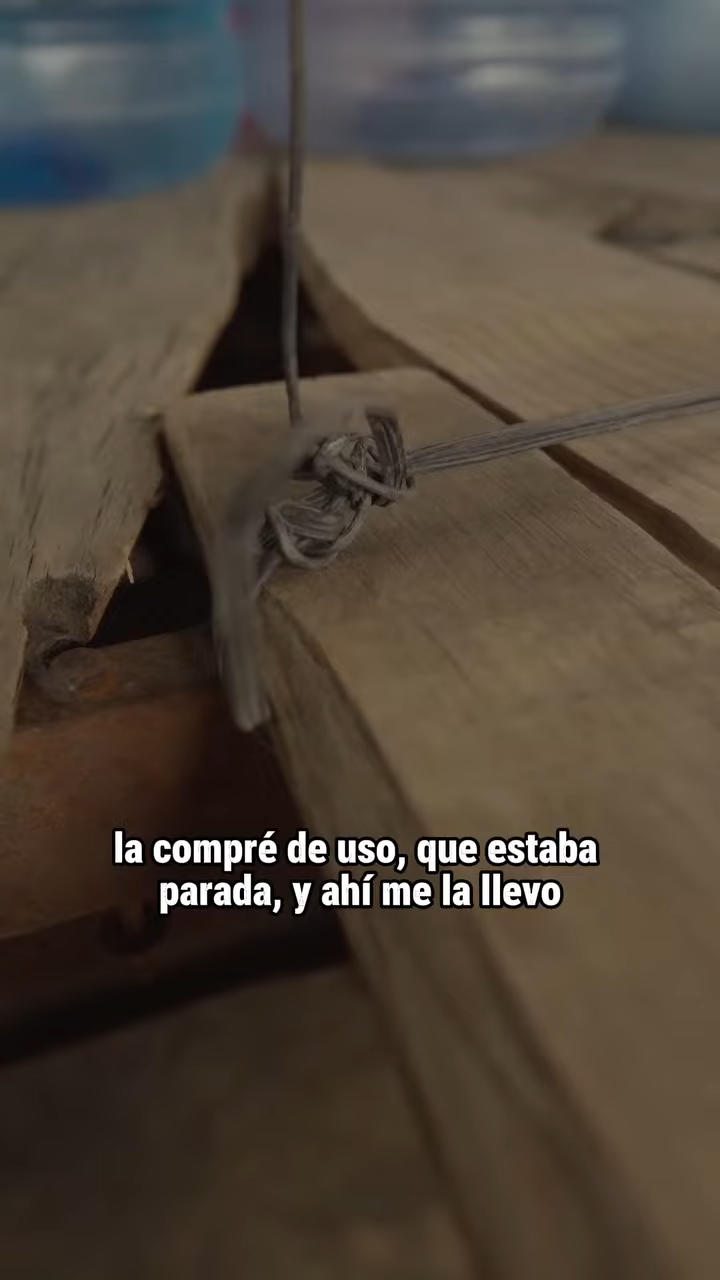 la compré de uso, que estaba
parada, y ahí me la llevo